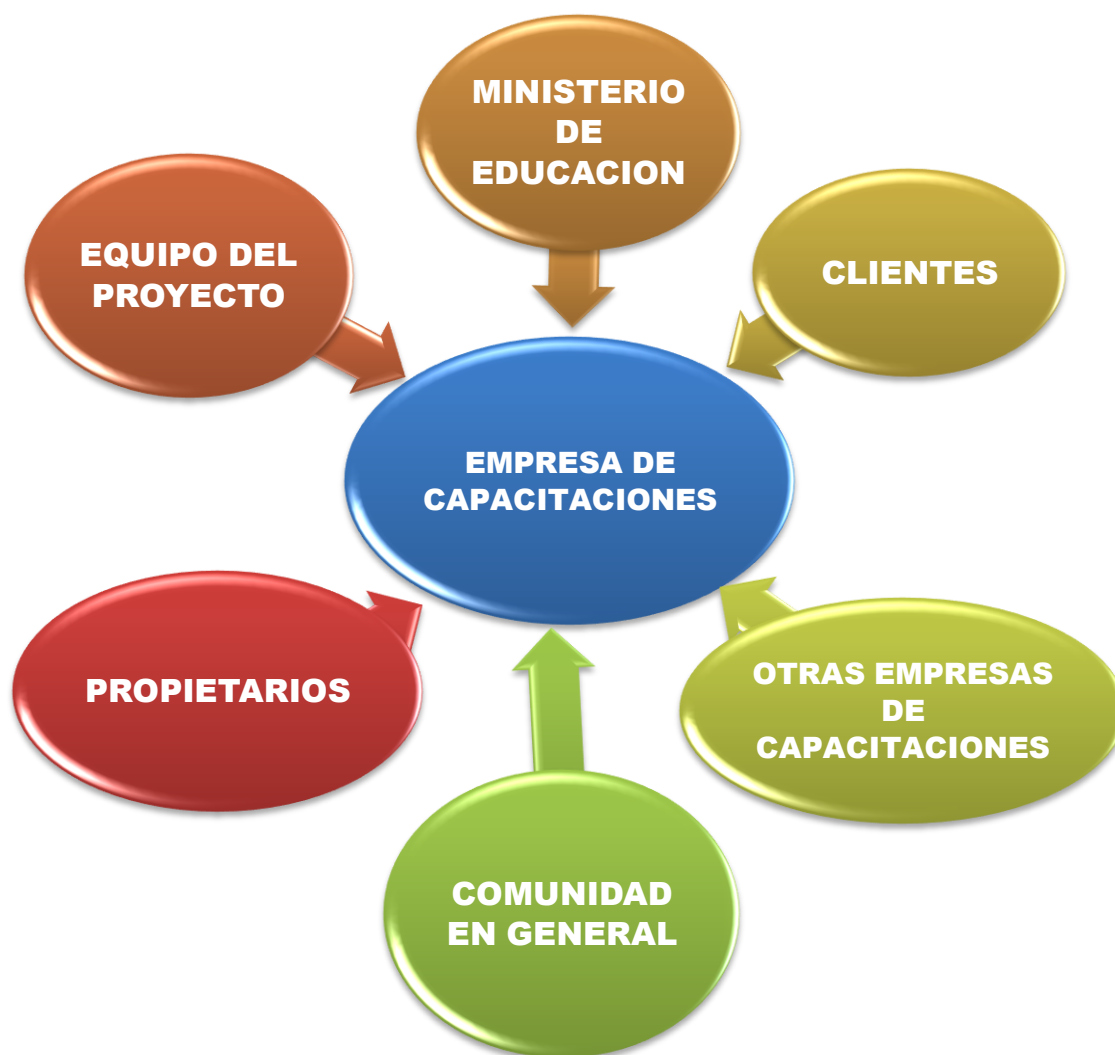 MINISTERIO
DE
EDUCACION
EQUIPO DEL
PROYECTO
CLIENTES
EMPRESA DE
CAPACITACIONES
PROPIETARIOS
OTRAS EMPRESAS
DE
CAPACITACIONES
COMUNIDAD
EN GENERAL